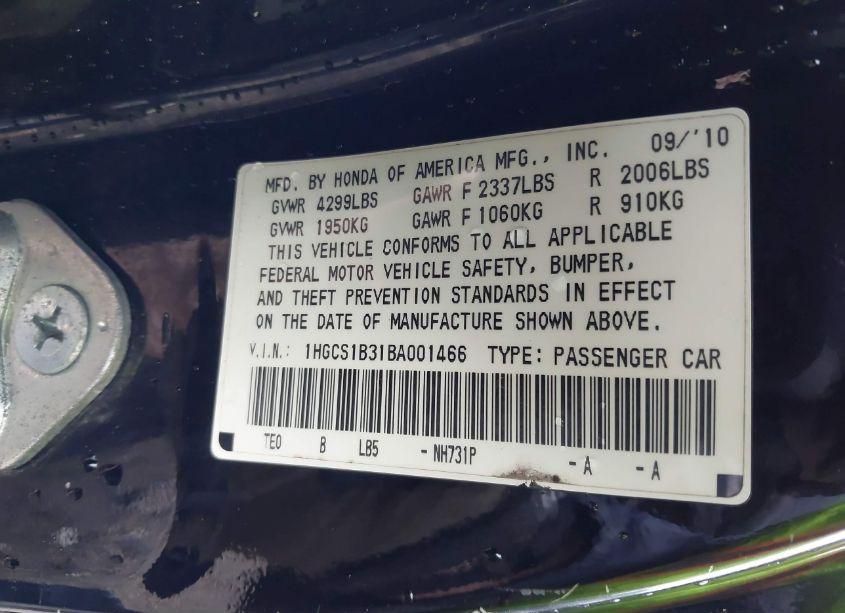 MFD. BY HONDA OF AMERICA MFG., INC. 09/'10
GVWR 4299LBS GAWR F 2337LBS R 2006LBS
GVWR 1950KG GAWR F 1060KG R 910KG
THIS VEHICLE CONFORMS TO ALL APPLICABLE
FEDERAL MOTOR VEHICLE SAFETY, BUMPER,
AND THEFT PREVENTION STANDARDS IN EFFECT
ON THE DATE OF MANUFACTURE SHOWN ABOVE.
V.I.N.: 1HGCS1B31BA001466 TYPE: PASSENGER CAR
TE0 B LB5 - NH731P - A - A